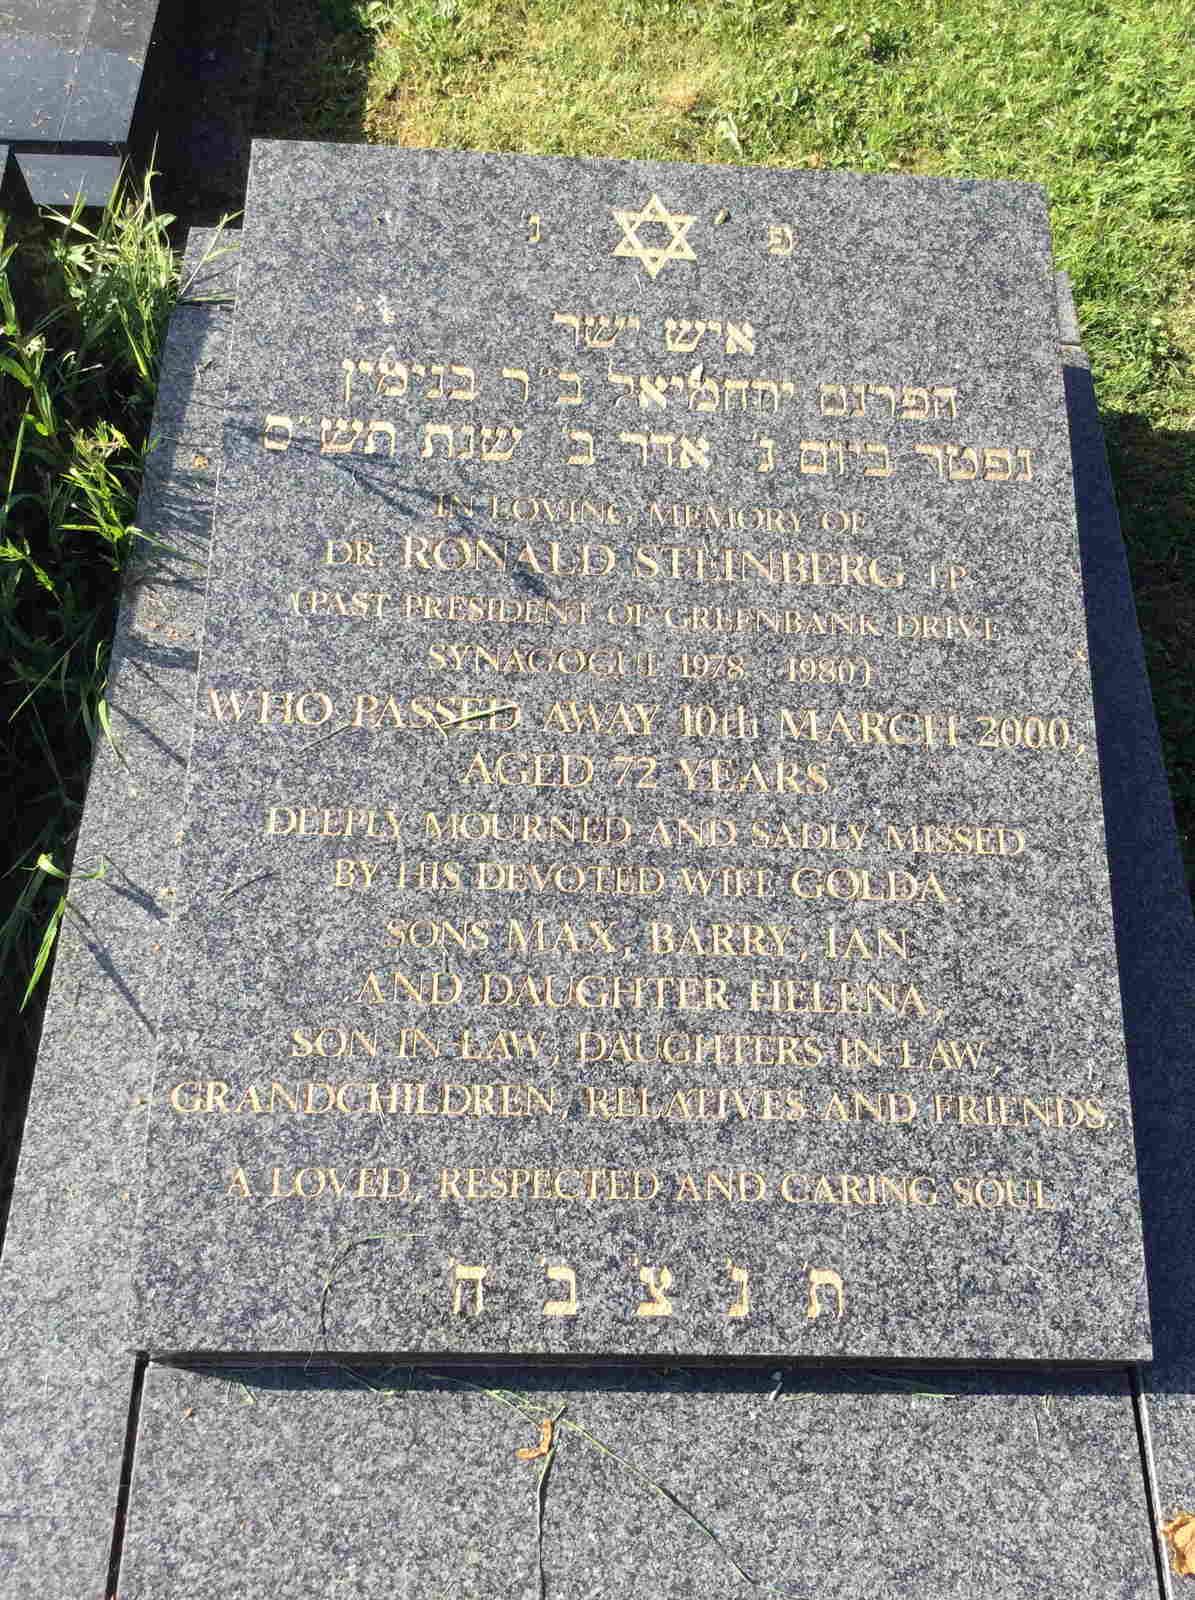 פ' נ'
איש ישר
הפרנס ירחמיאל ב"ר בנימין
נפטר ביום ג' אדר ב' שנת תש"ס
IN LOVING MEMORY OF
DR. RONALD STEINBERG J.P.
(PAST PRESIDENT OF GREENBANK DRIVE
SYNAGOGUE 1978 - 1980)
WHO PASSED AWAY 10th MARCH 2000,
AGED 72 YEARS.
DEEPLY MOURNED AND SADLY MISSED
BY HIS DEVOTED WIFE GOLDA.
SONS MAX, BARRY, IAN
AND DAUGHTER HELENA,
SON-IN-LAW, DAUGHTERS-IN-LAW,
GRANDCHILDREN, RELATIVES AND FRIENDS.
A LOVED, RESPECTED AND CARING SOUL
ת' נ' צ' ב' ה'